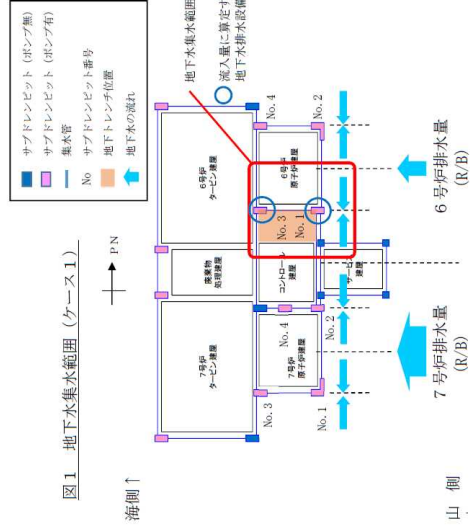 図1 地下水集水範囲（ケース1）
サブドレンピット（ポンプ無）
サブドレンピット（ポンプ有）
集水管
No サブドレンピット番号
地下トレンチ位置
地下水の流れ
海側↑
PN
地下水集水範囲
流入量に算定す
地下排水設備
7号炉
タービン建屋
廃棄物
処理建屋
6号炉
タービン建屋
No. 3
No. 4
No. 3
No. 4
7号炉
原子炉建屋
コントロール
建屋
6号炉
原子炉建屋
No. 1
No. 2
No. 1
No. 2
サービス
建屋
7号炉排水量
(R/B)
6号炉排水量
(R/B)
山側